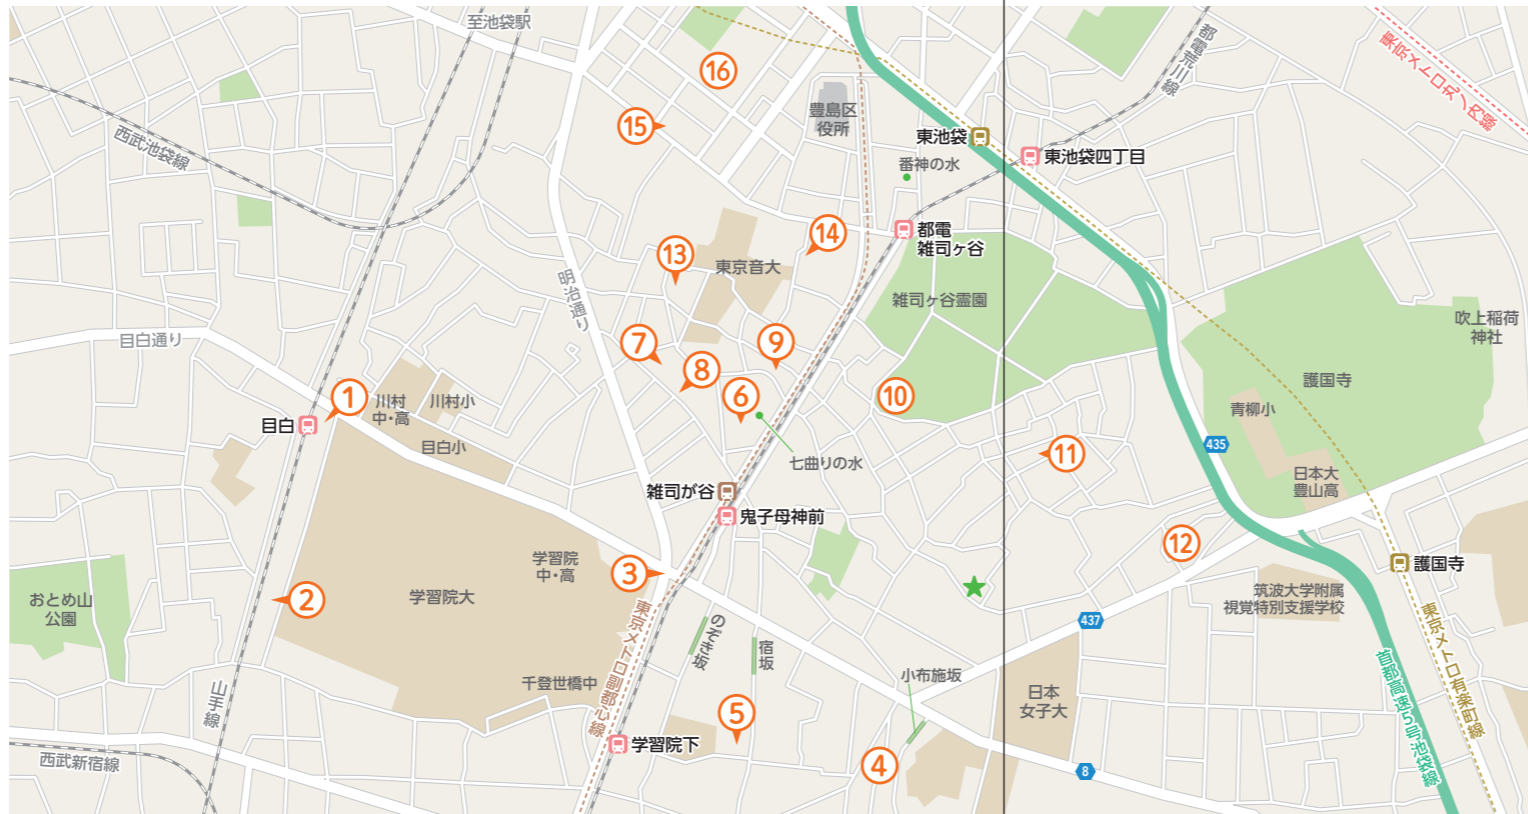 至池袋駅
都電荒川線
東京メトロ丸ノ内線
西武池袋線
16
15
豊島区
役所
東池袋
東池袋四丁目
番神の水
都電
雑司ヶ谷
14
13
東京音大
明治通り
雑司ヶ谷霊園
吹上稲荷
神社
目白通り
7
8
9
6
10
護国寺
青柳小
1
川村
中・高
川村小
目白
目白小
435
11
七曲りの水
日本大
豊山高
雑司が谷
鬼子母神前
12
学習院
中・高
3
護国寺
おとめ山
公園
2
学習院大
筑波大学附属
視覚特別支援学校
437
東京メトロ副都心線
のぞき坂
宿坂
東京メトロ有楽町線
首都高速5号池袋線
千登世橋中
小布施坂
日本
女子大
山手線
5
学習院下
4
8
西武新宿線